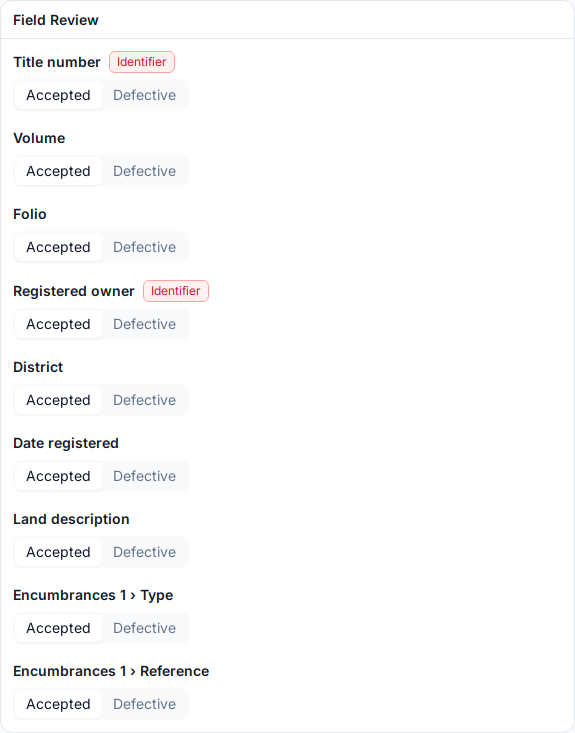 Field Review
Title number Identifier
Accepted Defective
Volume
Accepted Defective
Folio
Accepted Defective
Registered owner Identifier
Accepted Defective
District
Accepted Defective
Date registered
Accepted Defective
Land description
Accepted Defective
Encumbrances 1 › Type
Accepted Defective
Encumbrances 1 › Reference
Accepted Defective